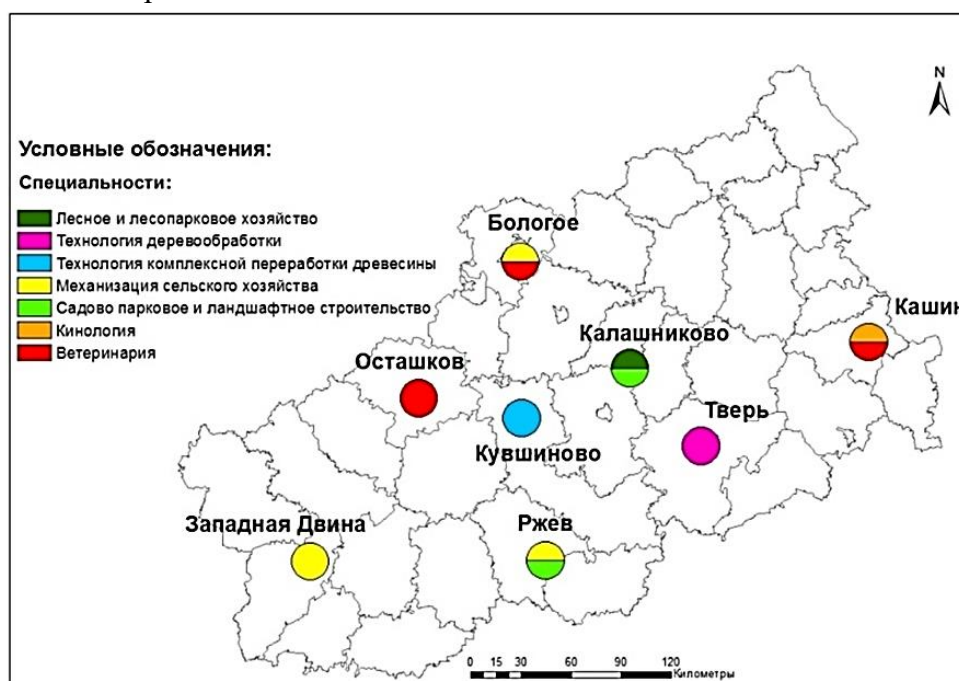 N
Условные обозначения:
Специальности:
Лесное и лесопарковое хозяйство
Технология деревообработки
Технология комплексной переработки древесины
Механизация сельского хозяйства
Садово парковое и ландшафтное строительство
Кинология
Ветеринария
Бологое
Кашин
Калашниково
Осташков
Тверь
Кувшиново
Западная Двина
Ржев
0 15 30 60 90 120
Километры